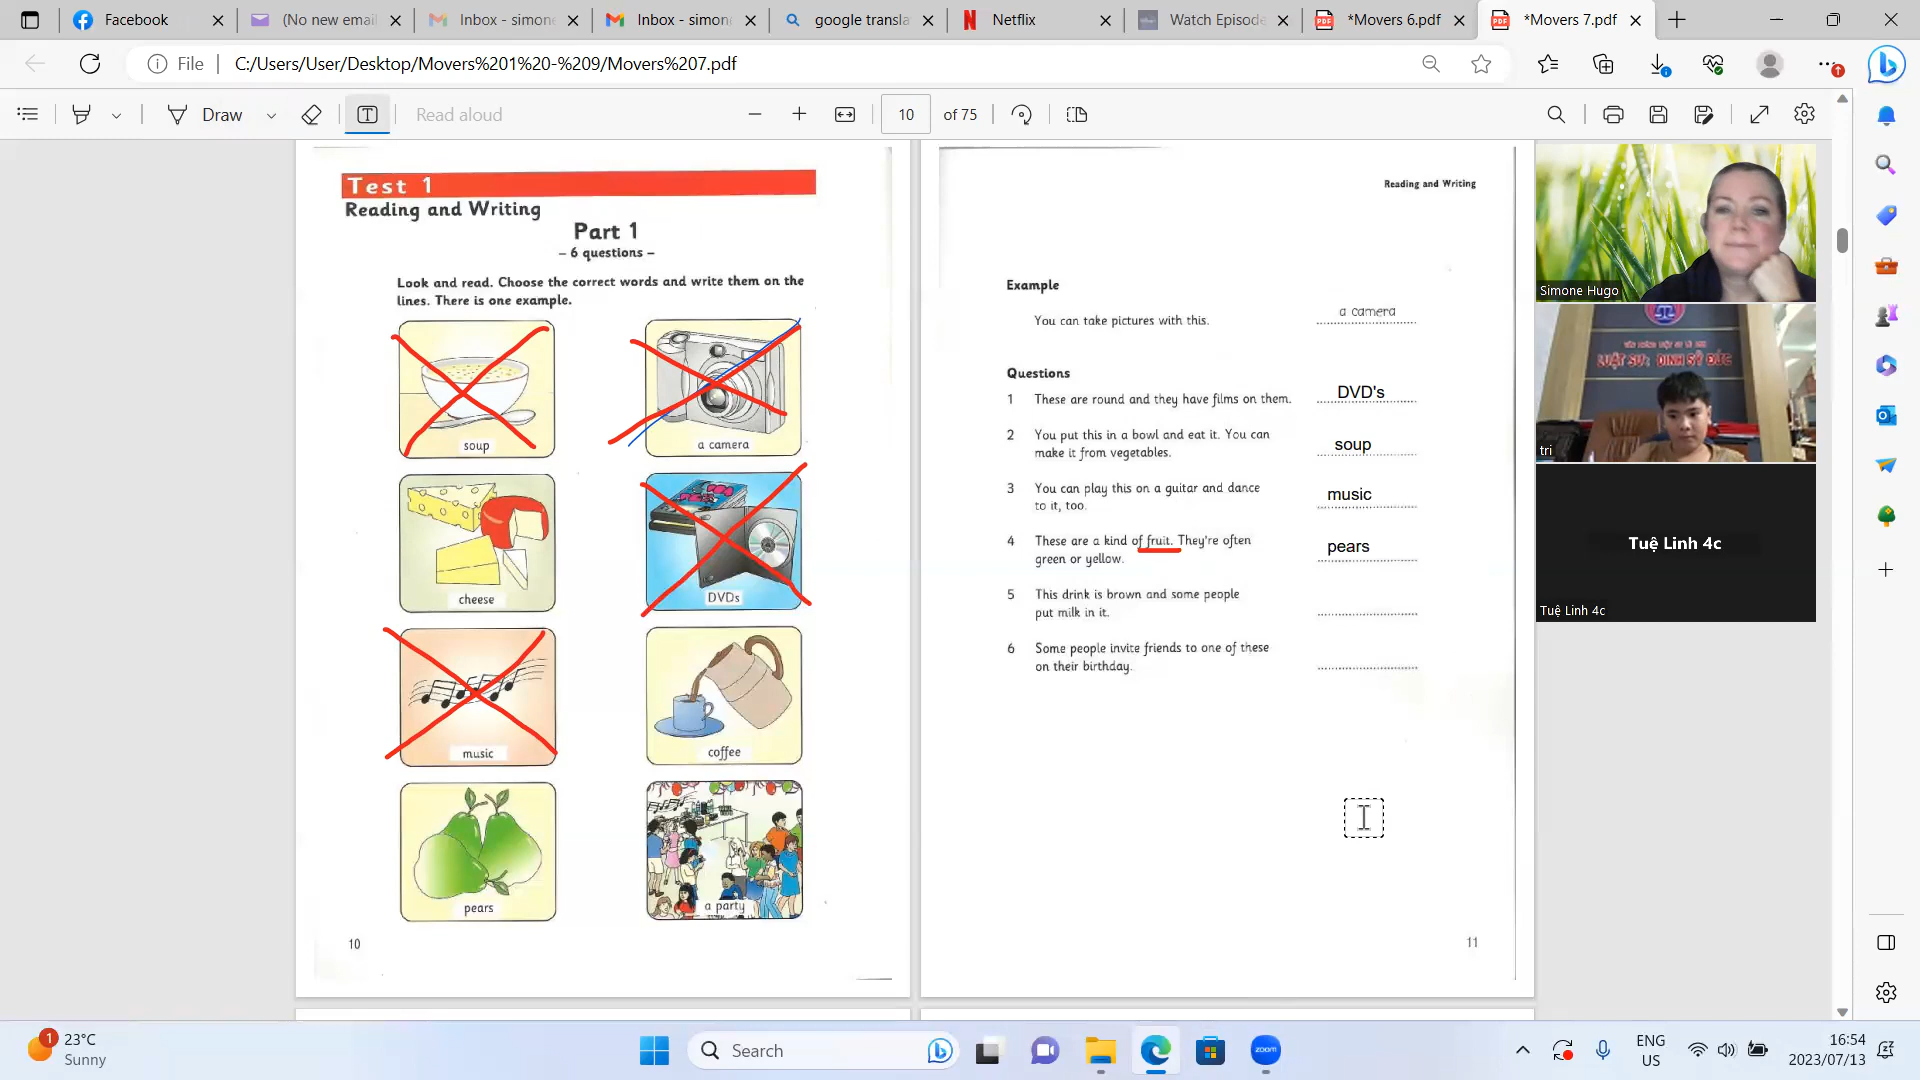 Facebook
(No new email
Inbox - simon
Inbox - simon
google transla
Netflix
Watch Episode
*Movers 6.pdf
*Movers 7.pdf
File
C:/Users/User/Desktop/Movers%201%20-%209/Movers%207.pdf
Draw
Read aloud
10
of 75
Test 1
Reading and Writing
Part 1
– 6 questions –
Look and read. Choose the correct words and write them on the
lines. There is one example.
soup
a camera
cheese
DVDs
music
coffee
pears
a party
10
Reading and Writing
Example
You can take pictures with this.
a camera
Questions
1 These are round and they have films on them.
DVD's
2 You put this in a bowl and eat it. You can
make it from vegetables.
soup
3 You can play this on a guitar and dance
to it, too.
music
4 These are a kind of fruit. They're often
green or yellow.
pears
5 This drink is brown and some people
put milk in it.
6 Some people invite friends to one of these
on their birthday.
11
Simone Hugo
LUẬT SƯ: ĐINH SỸ ĐỨC
tri
Tuệ Linh 4c
Tuệ Linh 4c
1
23°C
Sunny
Search
zoom
ENG
US
16:54
2023/07/13